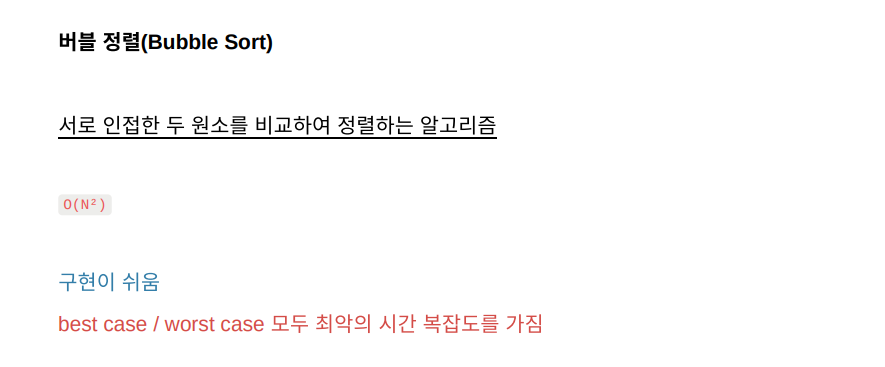 버블 정렬(Bubble Sort)
서로 인접한 두 원소를 비교하여 정렬하는 알고리즘
O(N²)
구현이 쉬움
best case / worst case 모두 최악의 시간 복잡도를 가짐